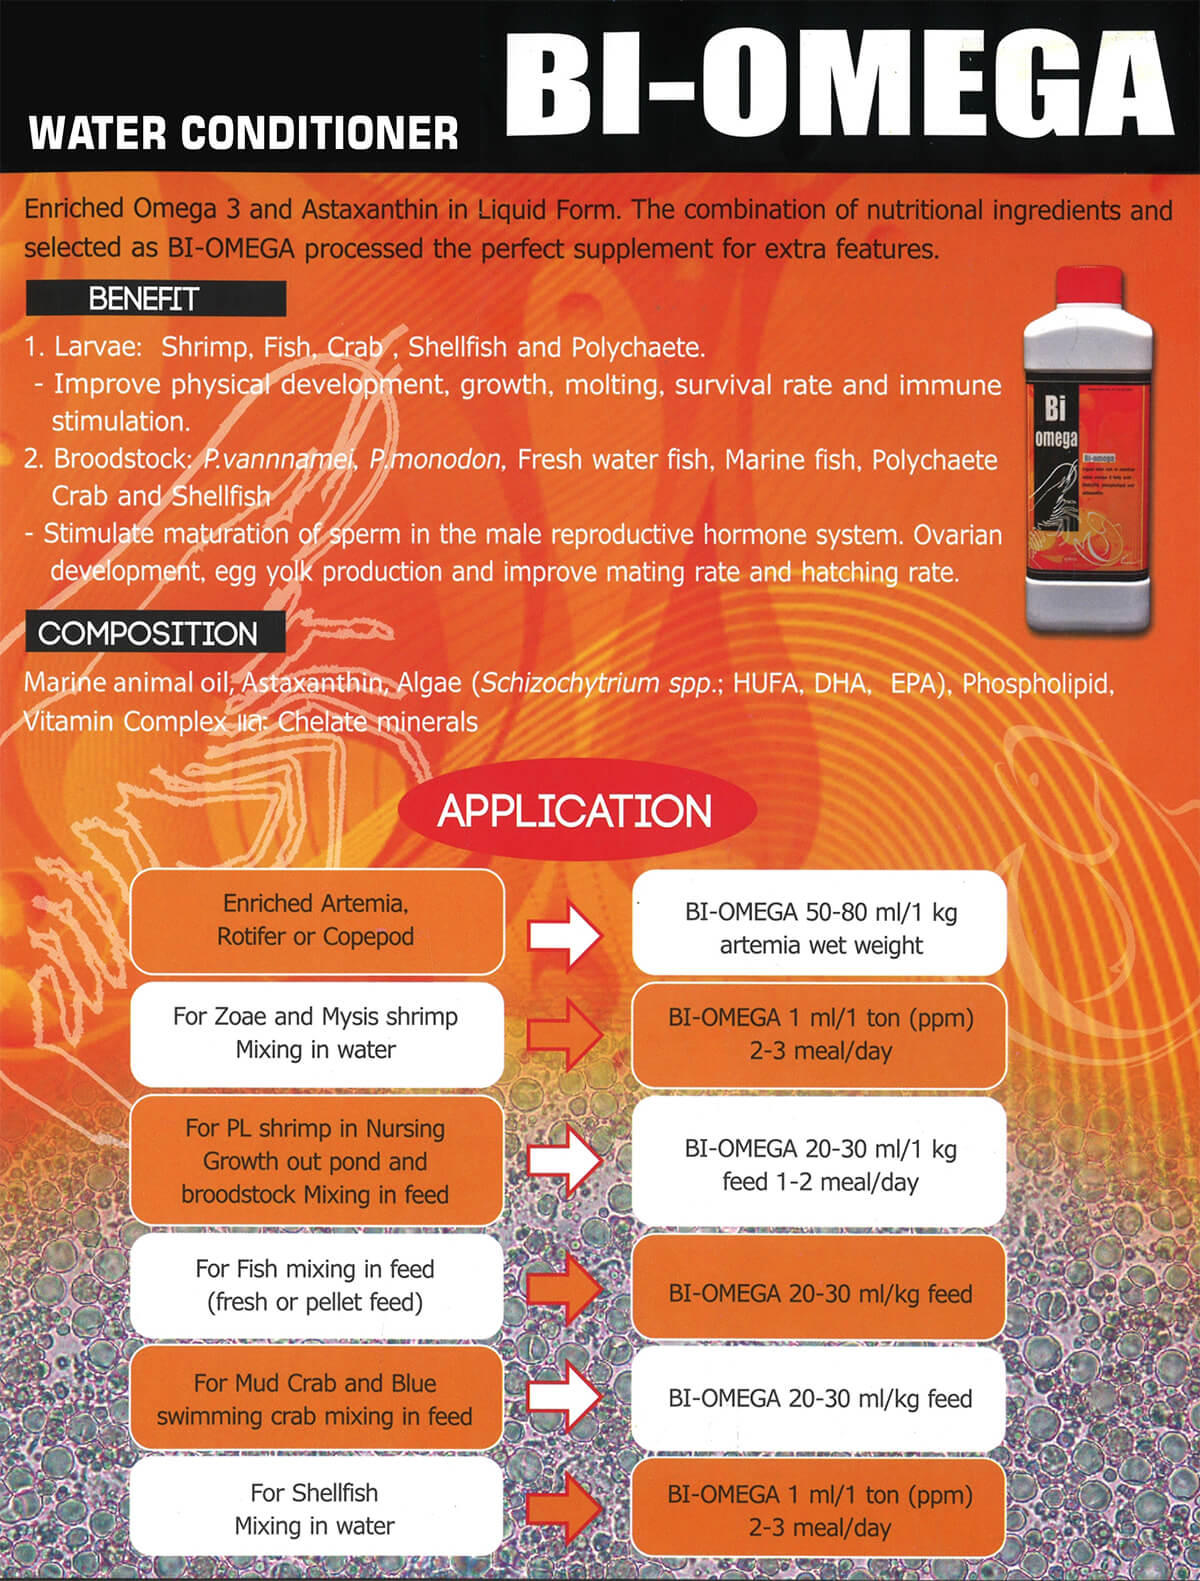 BI-OMEGA
WATER CONDITIONER
Enriched Omega 3 and Astaxanthin in Liquid Form. The combination of nutritional ingredients and
selected as BI-OMEGA processed the perfect supplement for extra features.
BENEFIT
1. Larvae: Shrimp, Fish, Crab , Shellfish and Polychaete.
- Improve physical development, growth, molting, survival rate and immune
stimulation.
2. Broodstock: P.vannnamei, P.monodon, Fresh water fish, Marine fish, Polychaete
Crab and Shellfish
- Stimulate maturation of sperm in the male reproductive hormone system. Ovarian
development, egg yolk production and improve mating rate and hatching rate.
Bi
omega
Bi-omega
COMPOSITION
Marine animal oil, Astaxanthin, Algae (Schizochytrium spp.; HUFA, DHA, EPA), Phospholipid,
Vitamin Complex และ Chelate minerals
APPLICATION
Enriched Artemia,
Rotifer or Copepod
BI-OMEGA 50-80 ml/1 kg
artemia wet weight
For Zoae and Mysis shrimp
Mixing in water
BI-OMEGA 1 ml/1 ton (ppm)
2-3 meal/day
For PL shrimp in Nursing
Growth out pond and
broodstock Mixing in feed
BI-OMEGA 20-30 ml/1 kg
feed 1-2 meal/day
For Fish mixing in feed
(fresh or pellet feed)
BI-OMEGA 20-30 ml/kg feed
For Mud Crab and Blue
swimming crab mixing in feed
BI-OMEGA 20-30 ml/kg feed
For Shellfish
Mixing in water
BI-OMEGA 1 ml/1 ton (ppm)
2-3 meal/day